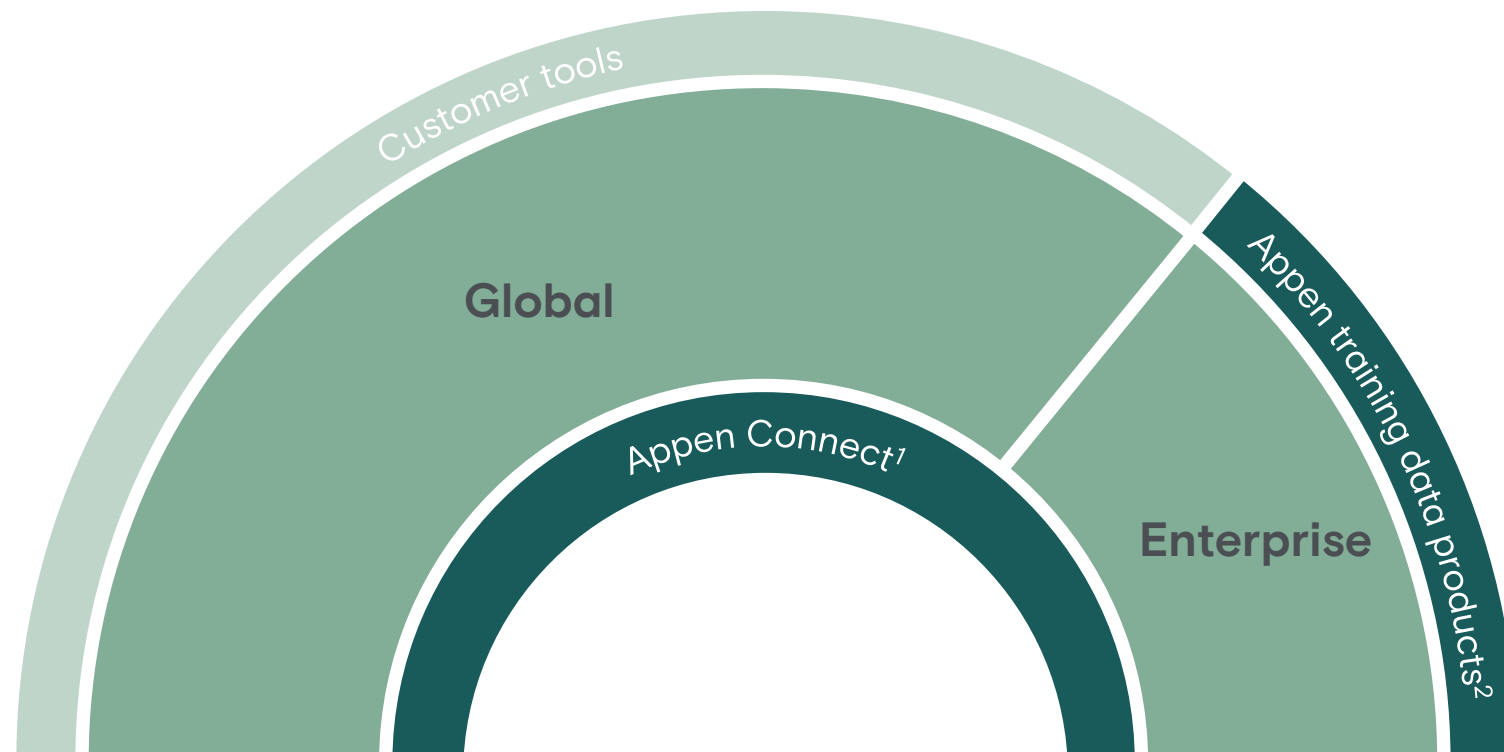 Customer tools
Appen training data products²
Global
Appen Connect¹
Enterprise